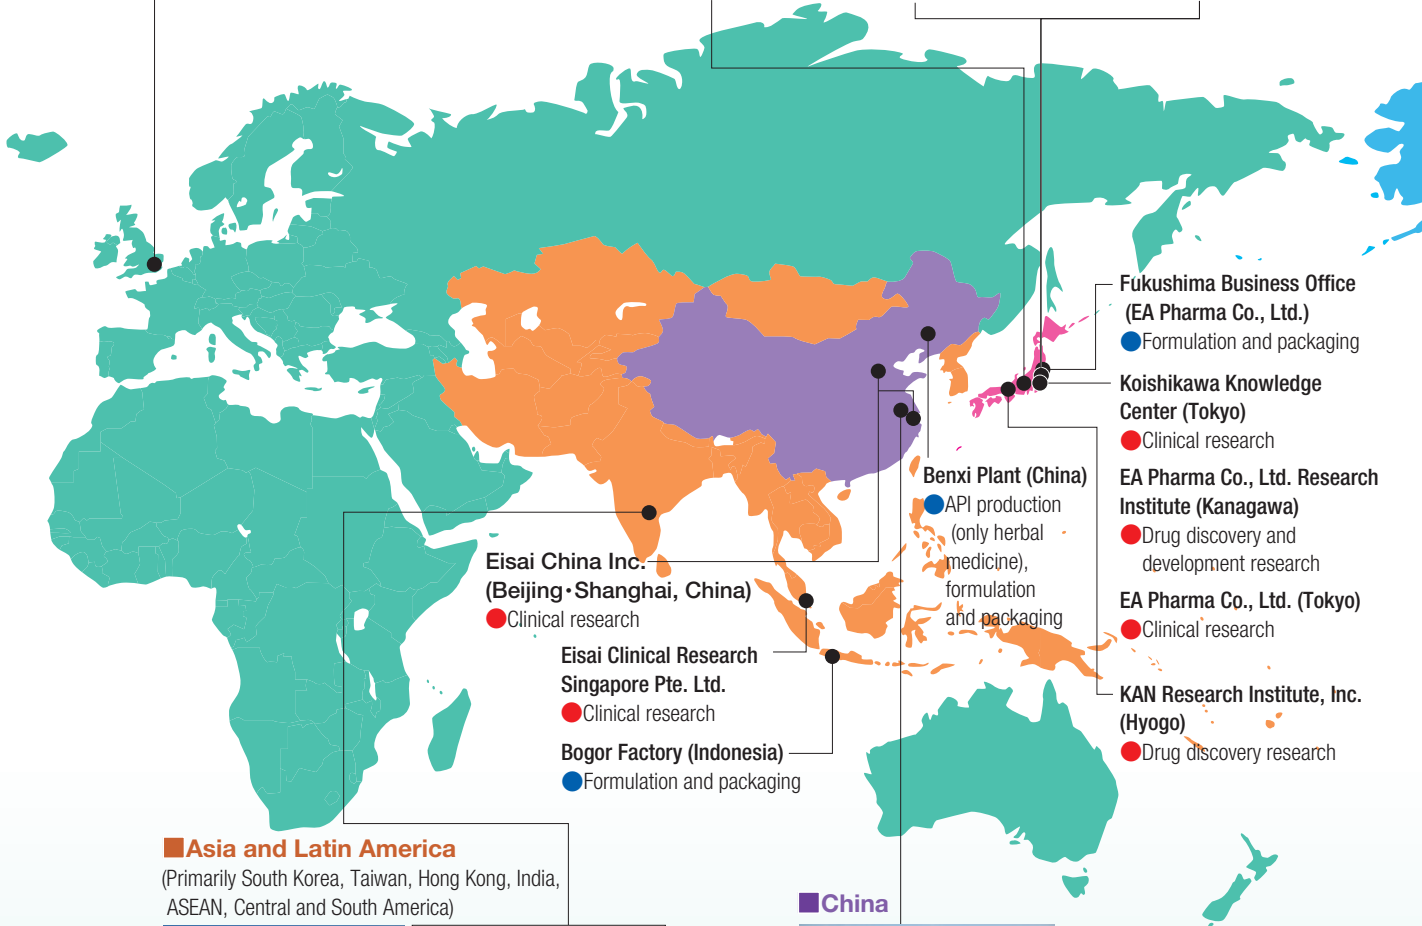 Fukushima Business Office
(EA Pharma Co., Ltd.)
Formulation and packaging
Koishikawa Knowledge
Center (Tokyo)
Clinical research
EA Pharma Co., Ltd. Research
Institute (Kanagawa)
Drug discovery and
development research
EA Pharma Co., Ltd. (Tokyo)
Clinical research
KAN Research Institute, Inc.
(Hyogo)
Drug discovery research
Benxi Plant (China)
API production
(only herbal
medicine),
formulation
and packaging
Eisai China Inc.
(Beijing・Shanghai, China)
Clinical research
Eisai Clinical Research
Singapore Pte. Ltd.
Clinical research
Bogor Factory (Indonesia)
Formulation and packaging
Asia and Latin America
(Primarily South Korea, Taiwan, Hong Kong, India,
ASEAN, Central and South America)
China